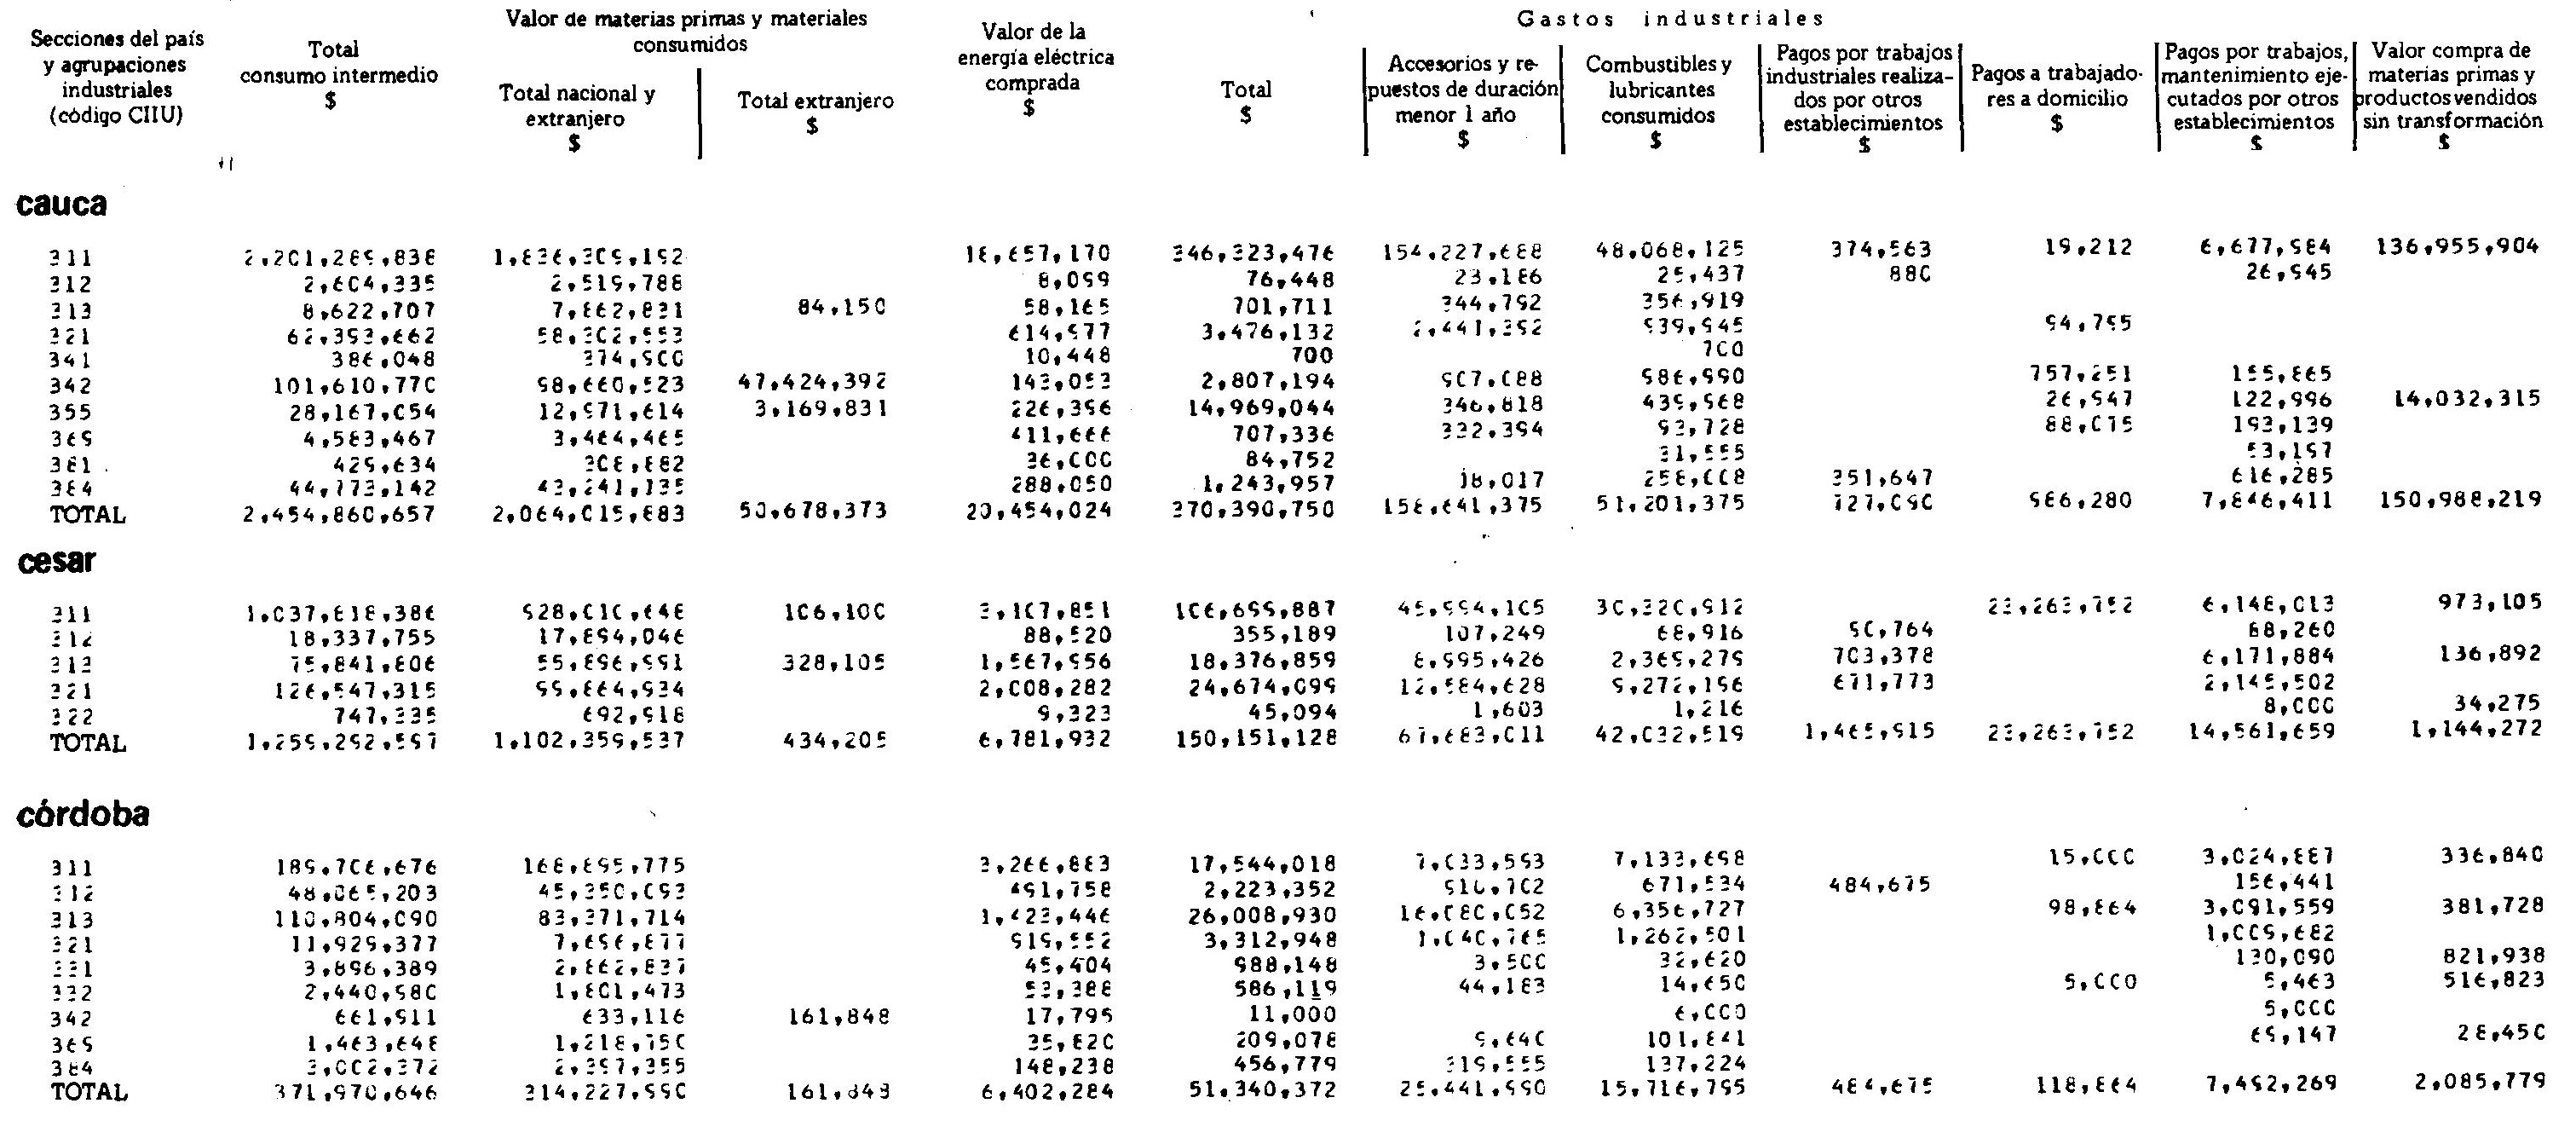 Gastos industriales
Secciones del país
y agrupaciones
industriales
(código CIIU)
Total
consumo intermedio
$
Valor de materias primas y materiales
consumidos
Total nacional y
extranjero
$
Total extranjero
$
Valor de la
energía eléctrica
comprada
$
Total
$
Accesorios y re-
puestos de duración
menor 1 año
$
Combustibles y
lubricantes
consumidos
$
Pagos por trabajos
industriales realiza-
dos por otros
establecimientos
$
Pagos a trabajado-
res a domicilio
$
Pagos por trabajos,
mantenimiento eje-
cutados por otros
establecimientos
$
Valor compra de
materias primas y
productos vendidos
sin transformación
$
cauca
311 2,201,289,838 1,836,309,192 18,657,170 346,323,476 154,227,688 48,068,125 374,563 19,212 6,677,984 136,955,904
312 2,604,335 2,519,788 8,099 76,448 23,186 25,437 880 26,945
313 8,622,707 7,862,831 84,150 58,165 701,711 344,792 356,919
321 62,393,662 58,302,553 614,977 3,476,132 2,441,392 939,945 94,795
341 386,048 374,900 10,448 700 700
342 101,610,770 98,660,523 47,424,392 143,053 2,807,194 907,088 986,990 757,251 155,865
355 28,167,054 12,971,614 3,169,831 226,396 14,969,044 346,818 439,968 26,947 122,996 14,032,315
369 4,583,467 3,464,465 411,666 707,336 332,394 93,728 88,075 193,139
381 429,634 308,882 36,000 84,752 31,555 53,197
384 44,773,142 43,241,135 288,050 1,243,957 18,017 258,008 351,647 616,285
TOTAL 2,454,860,657 2,064,015,883 50,678,373 20,454,024 370,390,750 158,641,375 51,201,375 727,090 986,280 7,846,411 150,988,219
cesar
311 1,037,818,386 928,010,648 106,100 3,107,851 106,699,887 45,994,105 30,320,912 23,263,752 6,148,013 973,105
312 18,337,755 17,894,046 88,520 355,189 107,249 68,916 90,764 88,260
313 75,841,806 55,896,991 328,105 1,567,956 18,376,859 8,995,426 2,369,279 703,378 6,171,884 136,892
321 126,547,315 99,864,934 2,008,282 24,674,099 12,584,628 9,272,196 671,773 2,145,502
322 747,335 692,918 9,323 45,094 1,603 1,216 8,000 34,275
TOTAL 1,259,292,597 1,102,359,537 434,205 6,781,932 150,151,128 67,683,011 42,032,519 1,465,915 23,263,752 14,561,659 1,144,272
córdoba
311 189,706,676 168,895,775 3,266,883 17,544,018 7,033,593 7,133,698 15,000 3,024,887 336,840
312 48,065,203 45,350,093 491,758 2,223,352 910,702 671,534 484,675 156,441
313 110,804,090 83,371,714 1,423,446 26,008,930 16,080,052 6,356,727 98,864 3,091,559 381,728
321 11,929,377 7,696,877 919,552 3,312,948 1,040,765 1,262,501 1,009,682
331 3,896,389 2,862,837 45,404 988,148 3,500 32,620 130,090 821,938
332 2,440,980 1,801,473 53,388 586,119 44,183 14,650 5,000 5,463 516,823
342 661,911 633,116 161,848 17,795 11,000 6,000 5,000
369 1,463,648 1,218,750 35,820 209,078 9,640 101,841 69,147 28,450
384 3,002,372 2,397,355 148,238 456,779 319,555 137,224
TOTAL 371,970,646 314,227,990 161,848 6,402,284 51,340,372 25,441,990 15,716,795 484,675 118,864 7,492,269 2,085,779